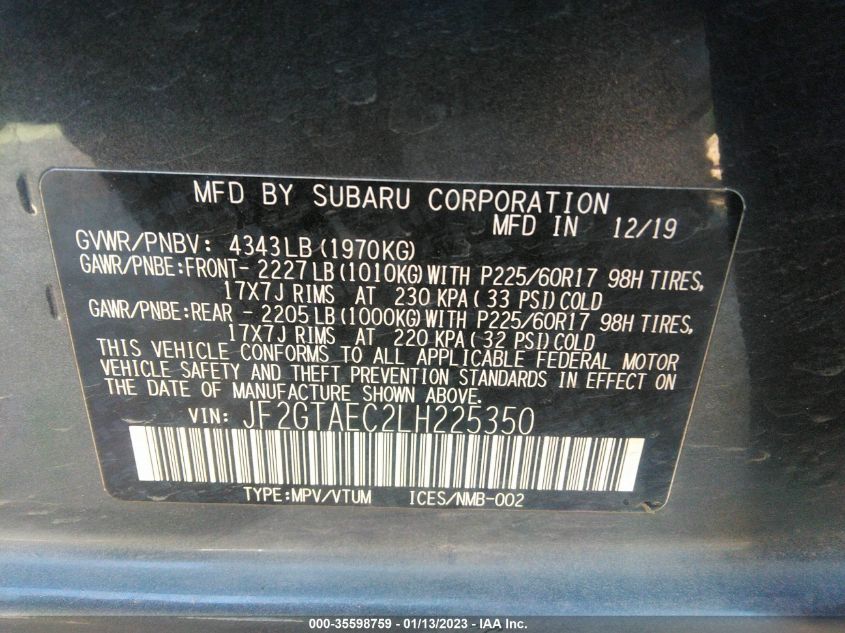 MFD BY SUBARU CORPORATION
MFD IN 12/19
GVWR/PNBV: 4343LB(1970KG)
GAWR/PNBE:FRONT- 2227LB(1010KG)WITH P225/60R17 98H TIRES,
17X7J RIMS AT 230 KPA(33 PSI)COLD
GAWR/PNBE:REAR - 2205LB(1000KG)WITH P225/60R17 98H TIRES,
17X7J RIMS AT 220 KPA(32 PSI)COLD
THIS VEHICLE CONFORMS TO ALL APPLICABLE FEDERAL MOTOR
VEHICLE SAFETY AND THEFT PREVENTION STANDARDS IN EFFECT ON
THE DATE OF MANUFACTURE SHOWN ABOVE.
VIN: JF2GTAEC2LH225350
TYPE:MPV/VTUM ICES/NMB-002
000-35598759 - 01/13/2023 - IAA Inc.